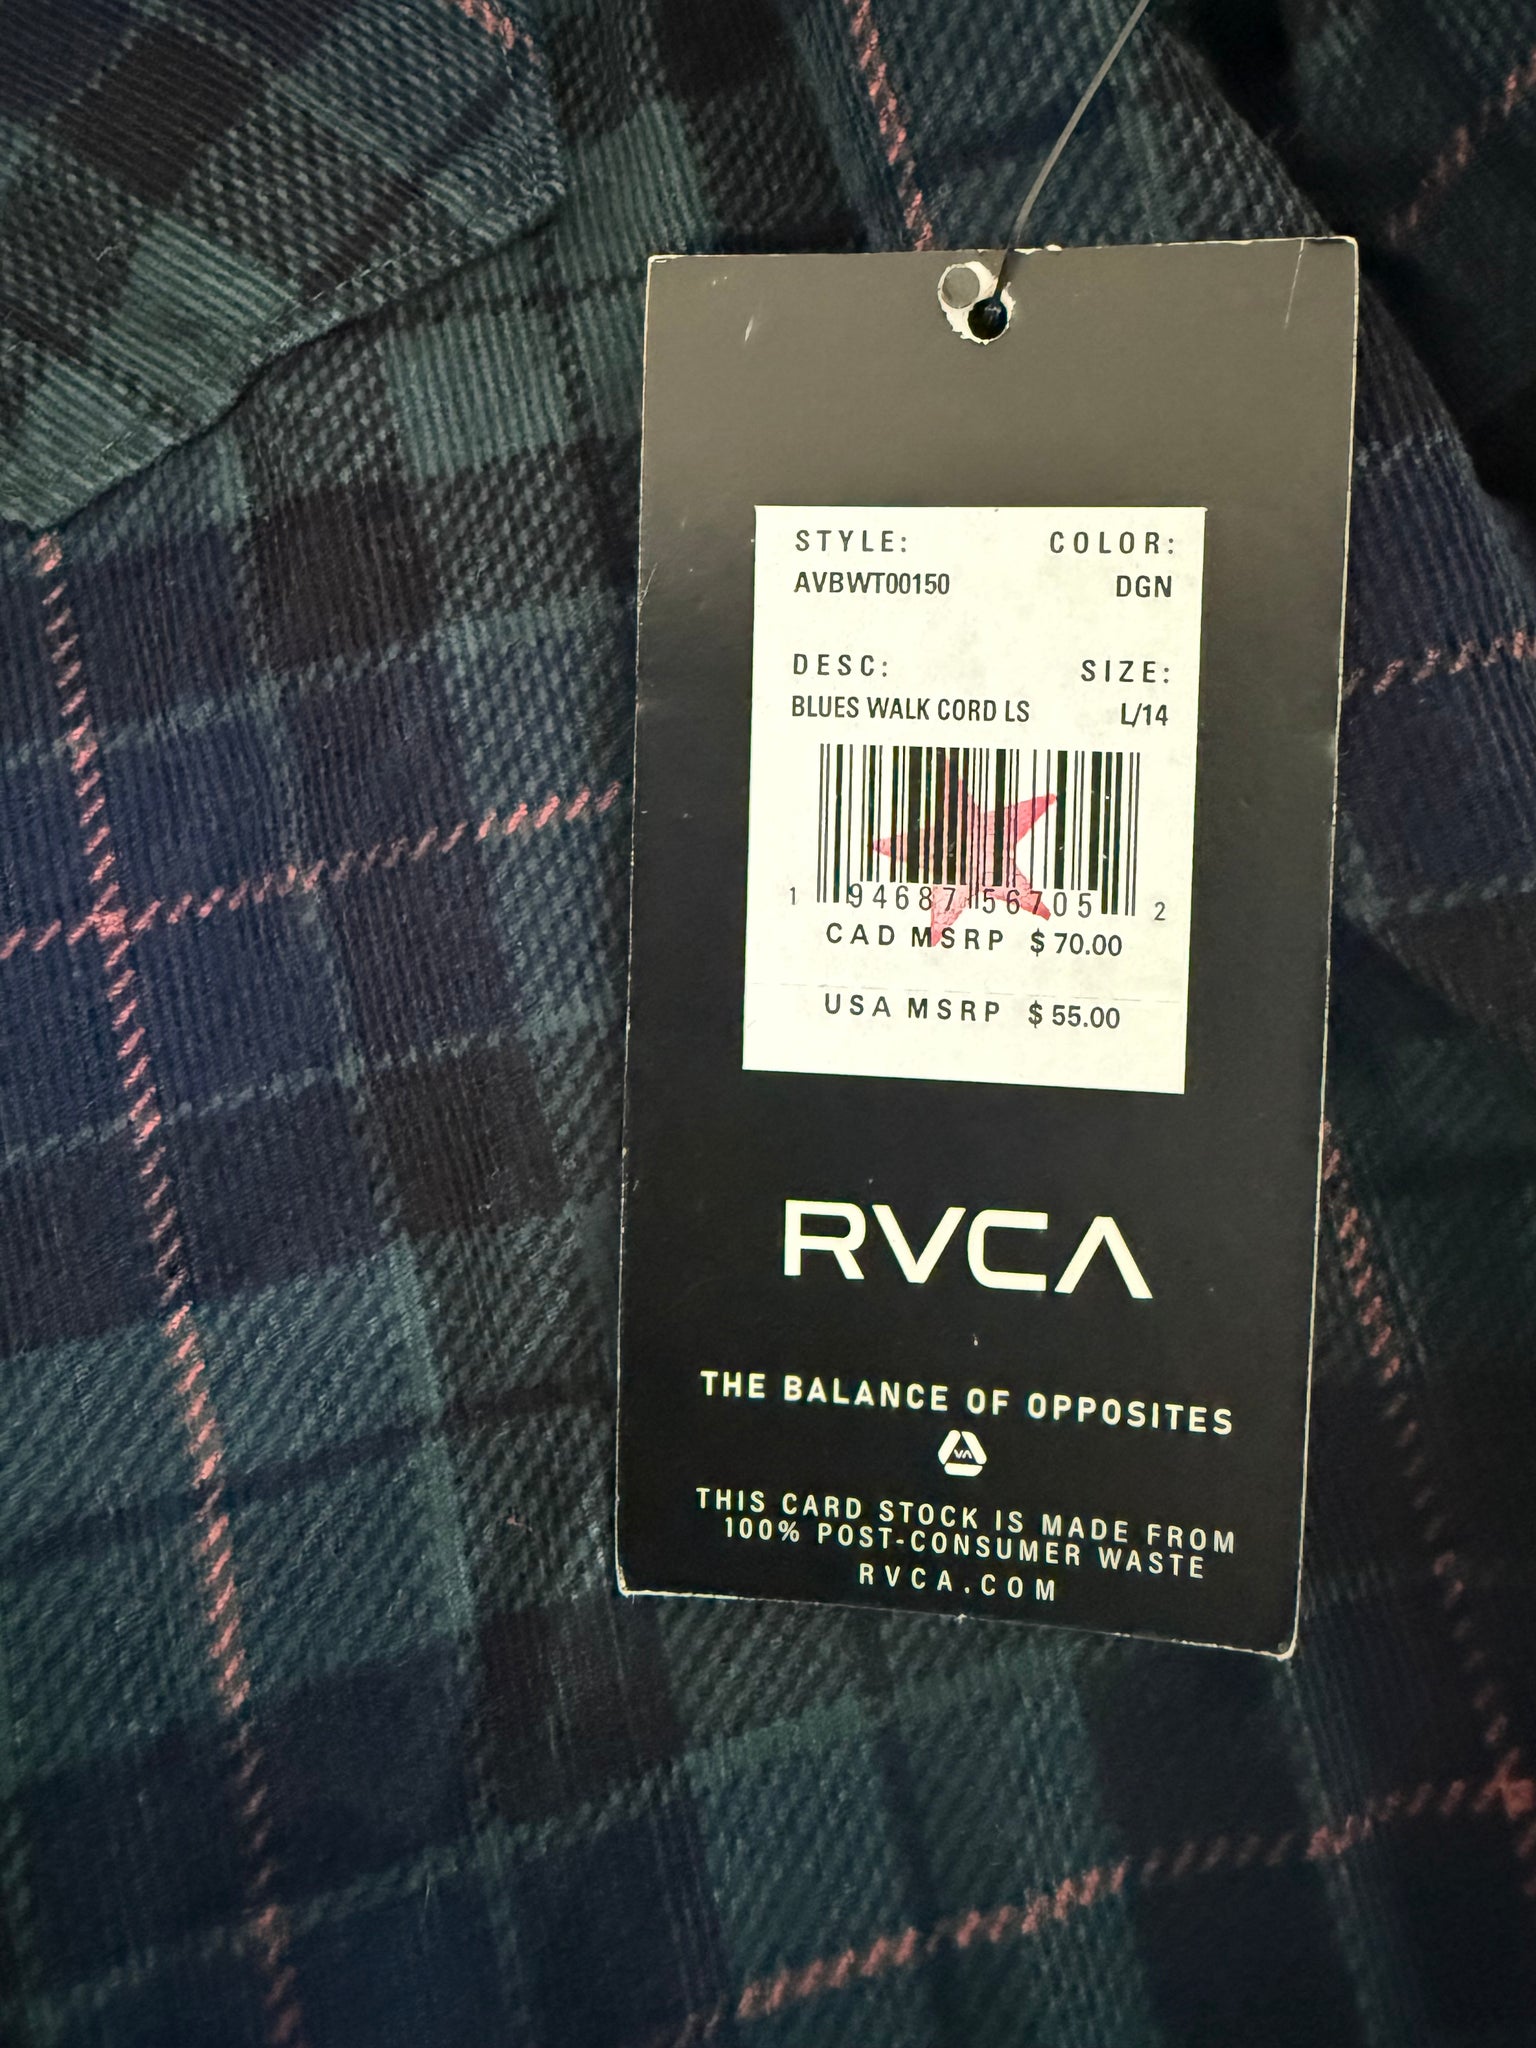 STYLE: COLOR:
AVBWT00150 DGN
DESC: SIZE:
BLUES WALK CORD LS L/14
1 94687 56705 2
CAD MSRP $ 70.00
USA MSRP $ 55.00
RVCA
THE BALANCE OF OPPOSITES
VA
THIS CARD STOCK IS MADE FROM
100% POST-CONSUMER WASTE
RVCA.COM